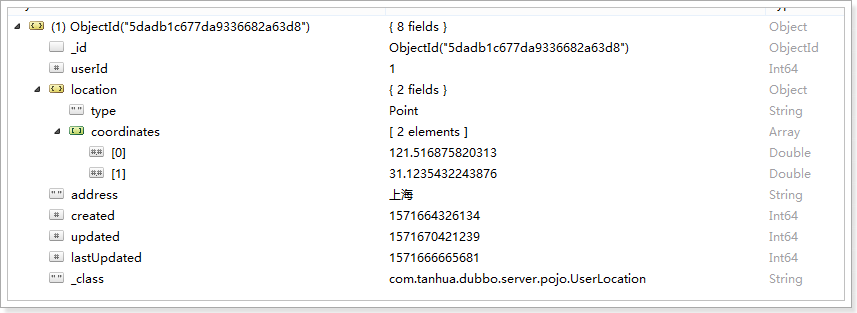 (1) ObjectId("5dadb1c677da9336682a63d8") { 8 fields } Object
_id ObjectId("5dadb1c677da9336682a63d8") ObjectId
# userId 1 Int64
location { 2 fields } Object
" " type Point String
coordinates [ 2 elements ] Array
#.# [0] 121.516875820313 Double
#.# [1] 31.1235432243876 Double
" " address 上海 String
# created 1571664326134 Int64
# updated 1571670421239 Int64
# lastUpdated 1571666665681 Int64
" " _class com.tanhua.dubbo.server.pojo.UserLocation String